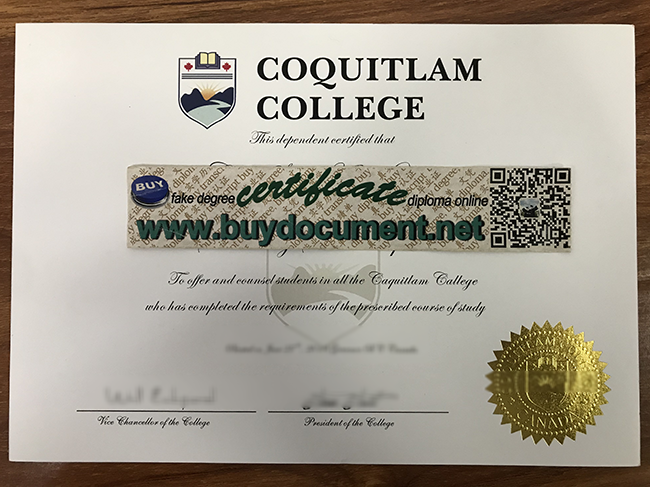 COQUITLAM
COLLEGE
This dependent certified that
BUY
fake degree certificate diploma online
www.buydocument.net
To offer and counsel students in all the Caquitlam Callege
who has completed the requirements of the prescribed course of study
Vice Chancellor of the College
President of the College